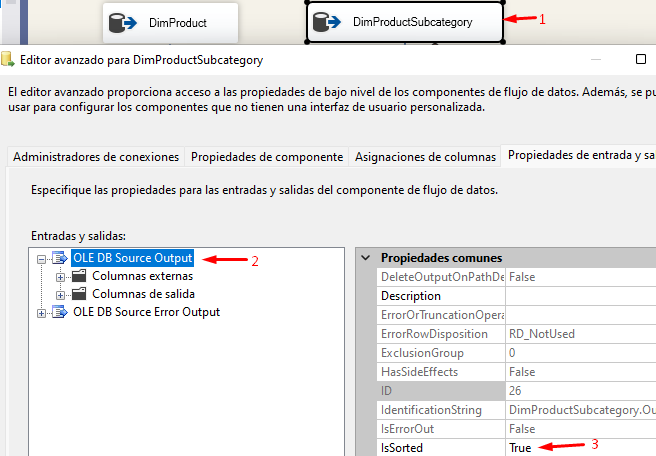 DimProduct
DimProductSubcategory
1
Editor avanzado para DimProductSubcategory
El editor avanzado proporciona acceso a las propiedades de bajo nivel de los componentes de flujo de datos. Además, se pu
usar para configurar los componentes que no tienen una interfaz de usuario personalizada.
Administradores de conexiones
Propiedades de componente
Asignaciones de columnas
Propiedades de entrada y sa
Especifique las propiedades para las entradas y salidas del componente de flujo de datos.
Entradas y salidas:
OLE DB Source Output
2
Columnas externas
Columnas de salida
OLE DB Source Error Output
Propiedades comunes
DeleteOutputOnPathDe False
Description
ErrorOrTruncationOpera
ErrorRowDisposition RD_NotUsed
ExclusionGroup 0
HasSideEffects False
ID 26
IdentificationString DimProductSubcategory.Ou
IsErrorOut False
IsSorted True 3